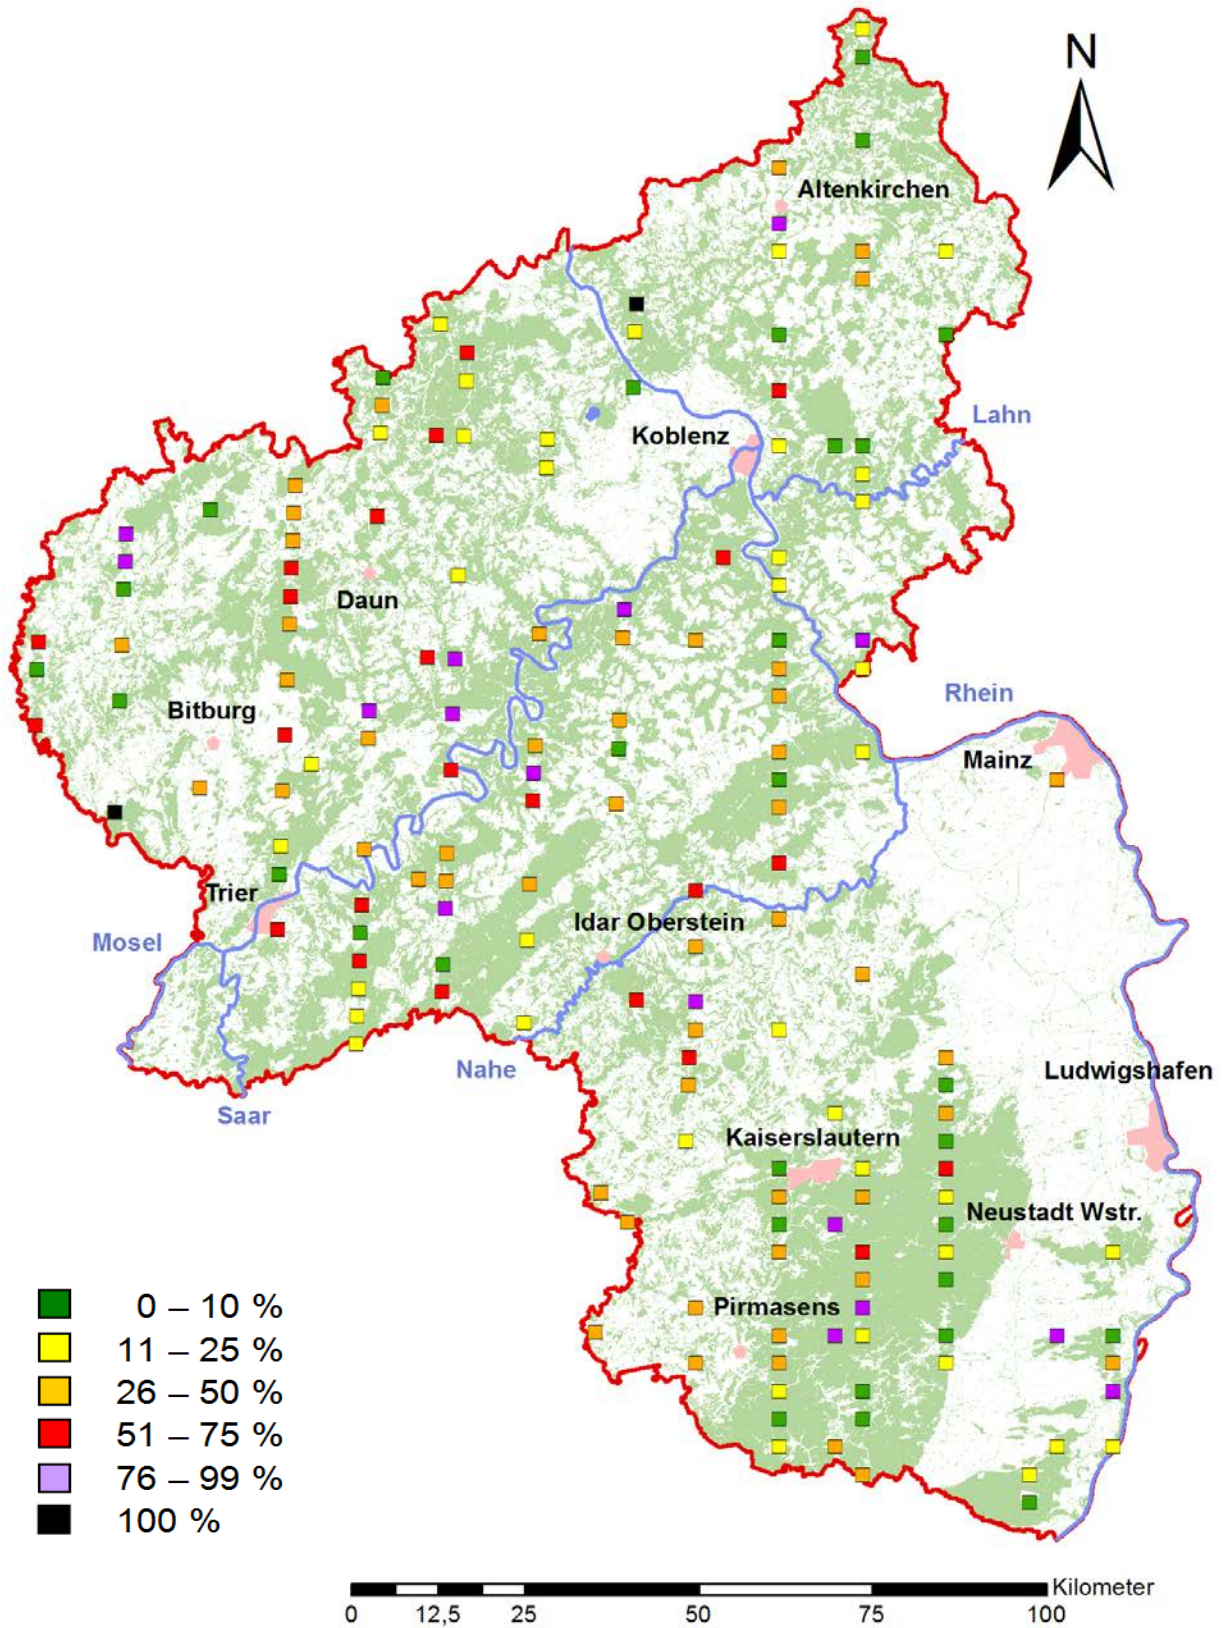 N
Altenkirchen
Lahn
Koblenz
Daun
Rhein
Bitburg
Mainz
Trier
Idar Oberstein
Mosel
Nahe
Ludwigshafen
Saar
Kaiserslautern
Neustadt Wstr.
Pirmasens
0 – 10 %
11 – 25 %
26 – 50 %
51 – 75 %
76 – 99 %
100 %
Kilometer
0 12,5 25 50 75 100